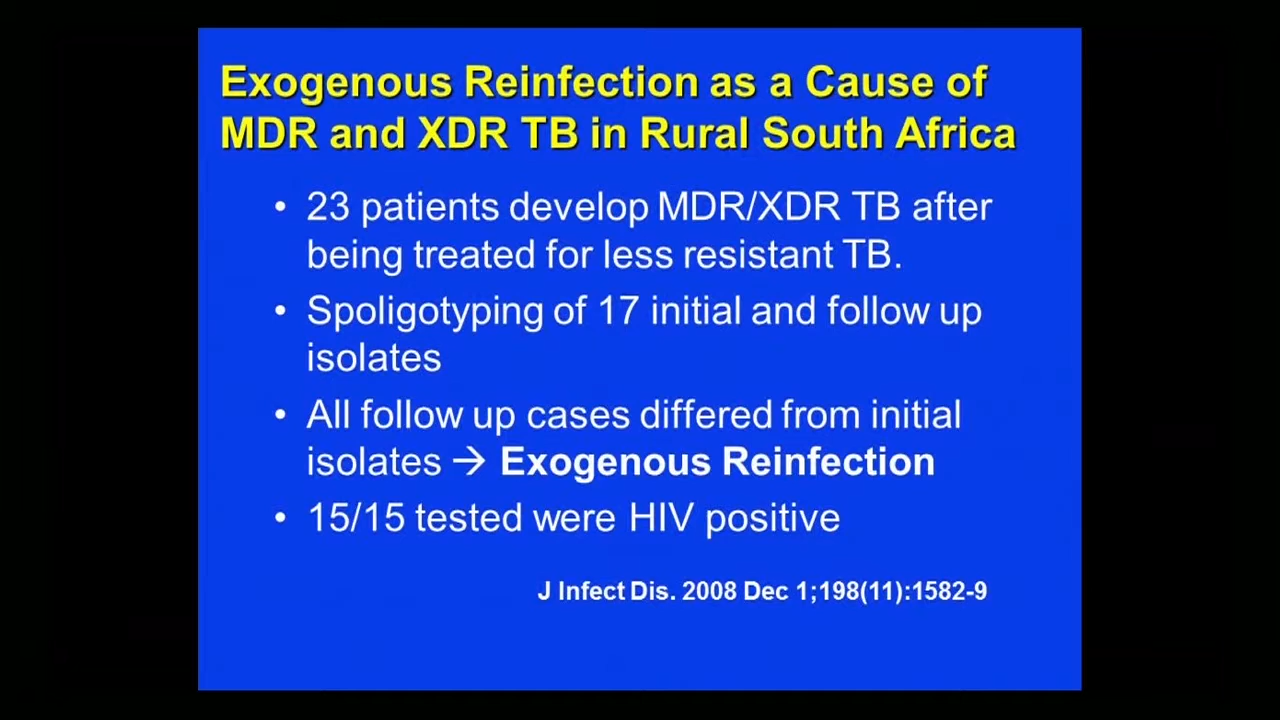 Exogenous Reinfection as a Cause of
MDR and XDR TB in Rural South Africa
• 23 patients develop MDR/XDR TB after
being treated for less resistant TB.
• Spoligotyping of 17 initial and follow up
isolates
• All follow up cases differed from initial
isolates → Exogenous Reinfection
• 15/15 tested were HIV positive
J Infect Dis. 2008 Dec 1;198(11):1582-9